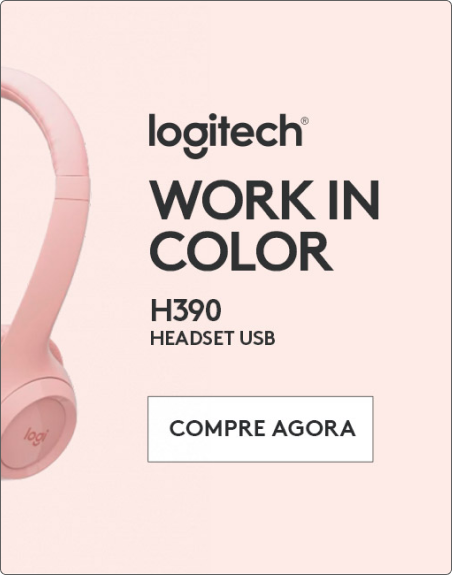 logitech®
WORK IN
COLOR
H390
HEADSET USB
COMPRE AGORA
logi